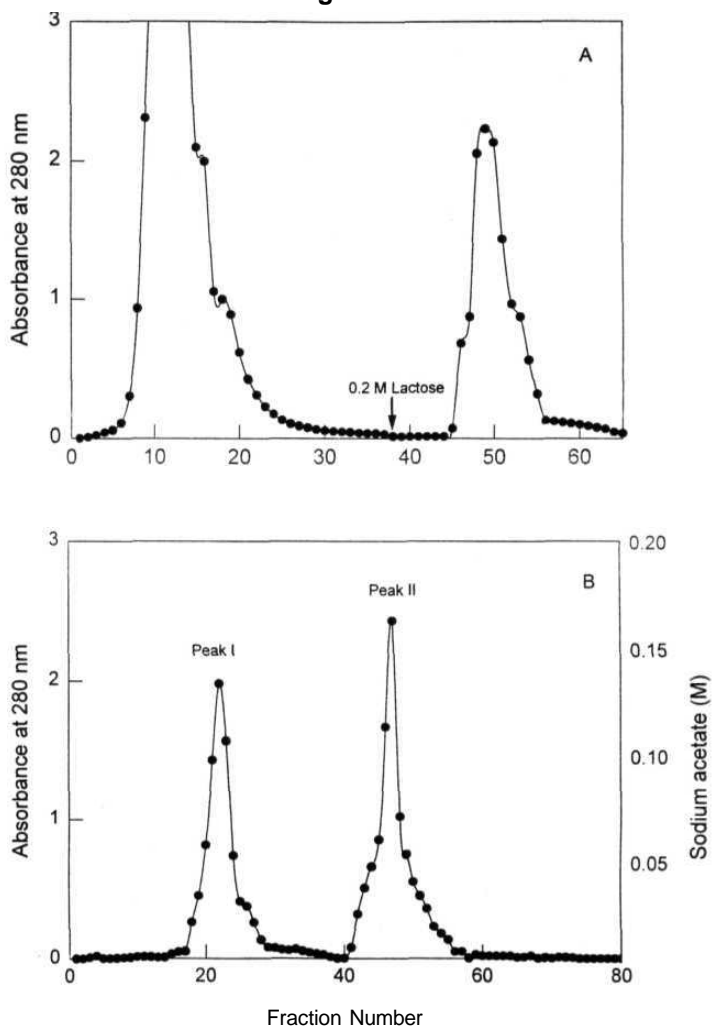 3
A
2
Absorbance at 280 nm
1
0.2 M Lactose
0
0 10 20 30 40 50 60
3
0.20
B
Peak II
Peak I
0.15
2
Absorbance at 280 nm
Sodium acetate (M)
0.10
1
0.05
0
0 20 40 60 80
Fraction Number